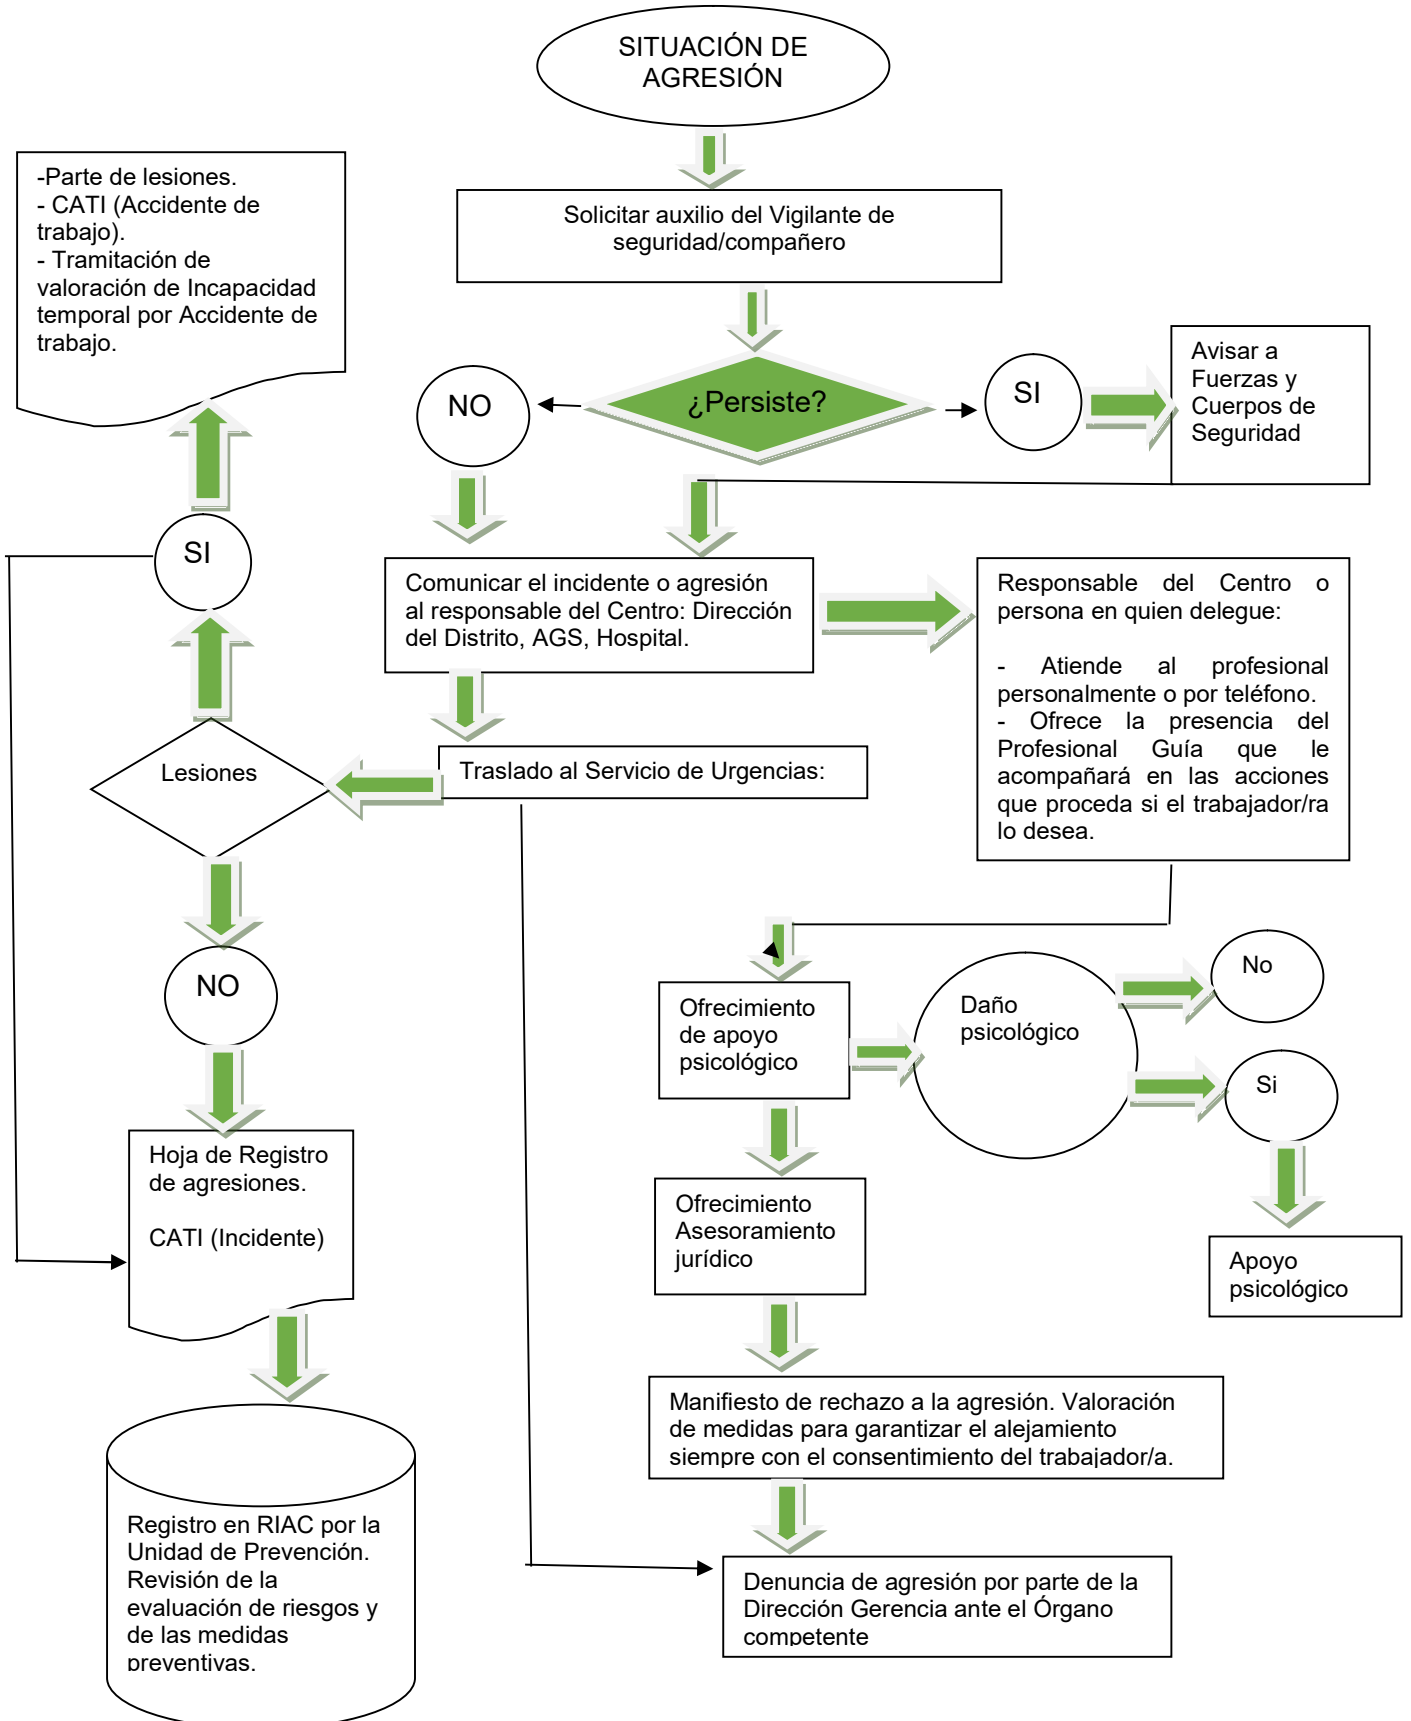 SITUACIÓN DE
AGRESIÓN
-Parte de lesiones.
- CATI (Accidente de
trabajo).
- Tramitación de
valoración de Incapacidad
temporal por Accidente de
trabajo.
Solicitar auxilio del Vigilante de
seguridad/compañero
¿Persiste?
NO
SI
Avisar a
Fuerzas y
Cuerpos de
Seguridad
SI
Comunicar el incidente o agresión
al responsable del Centro: Dirección
del Distrito, AGS, Hospital.
Responsable del Centro o
persona en quien delegue:
- Atiende al profesional
personalmente o por teléfono.
- Ofrece la presencia del
Profesional Guía que le
acompañará en las acciones
que proceda si el trabajador/ra
lo desea.
Lesiones
Traslado al Servicio de Urgencias:
NO
Ofrecimiento
de apoyo
psicológico
Daño
psicológico
No
Si
Hoja de Registro
de agresiones.
CATI (Incidente)
Ofrecimiento
Asesoramiento
jurídico
Apoyo
psicológico
Manifiesto de rechazo a la agresión. Valoración
de medidas para garantizar el alejamiento
siempre con el consentimiento del trabajador/a.
Registro en RIAC por la
Unidad de Prevención.
Revisión de la
evaluación de riesgos y
de las medidas
preventivas.
Denuncia de agresión por parte de la
Dirección Gerencia ante el Órgano
competente